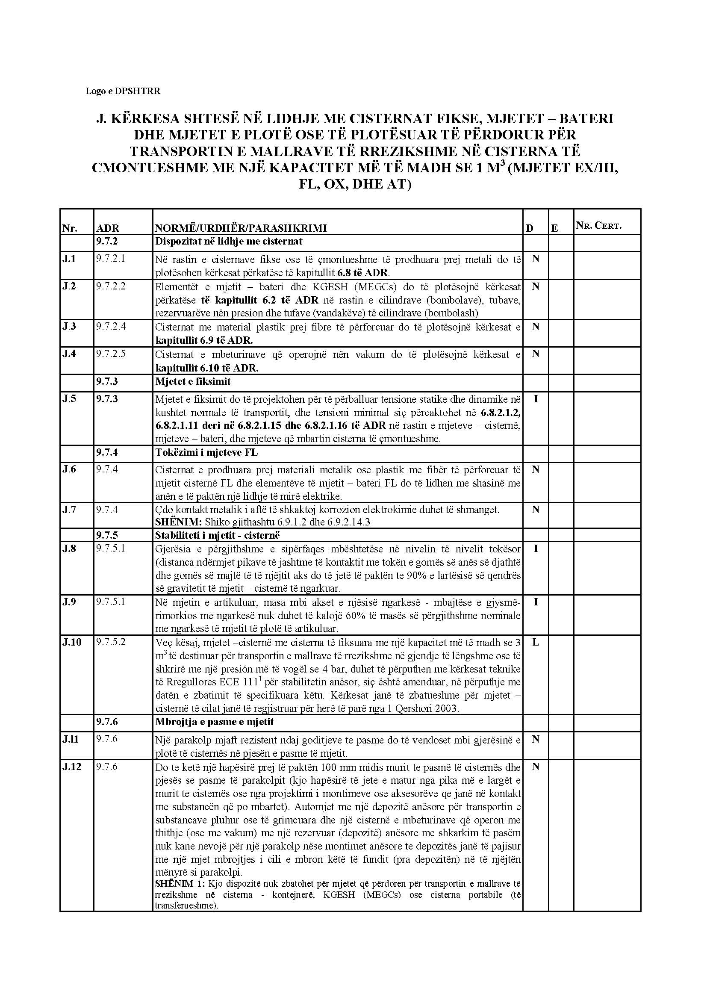 Logo e DPSHTRR
J. KËRKESA SHTESË NË LIDHJE ME CISTERNAT FIKSE, MJETET – BATERI
DHE MJETET E PLOTË OSE TË PLOTËSUAR TË PËRDORUR PËR
TRANSPORTIN E MALLRAVE TË RREZIKSHME NË CISTERNA TË
CMONTUESHME ME NJË KAPACITET MË TË MADH SE 1 M³ (MJETET EX/III,
FL, OX, DHE AT)
Nr. ADR NORMË/URDHËR/PARASHKRIMI D E NR. CERT.
9.7.2 Dispozitat në lidhje me cisternat
J.1 9.7.2.1 Në rastin e cisternave fikse ose të çmontueshme të prodhuara prej metali do të N
plotësohen kërkesat përkatëse të kapitullit 6.8 të ADR.
J.2 9.7.2.2 Elementët e mjetit – bateri dhe KGESH (MEGCs) do të plotësojnë kërkesat N
përkatëse të kapitullit 6.2 të ADR në rastin e cilindrave (bombolave), tubave,
rezervuarëve nën presion dhe tufave (vandakëve) të cilindrave (bombolash)
J.3 9.7.2.4 Cisternat me material plastik prej fibre të përforcuar do të plotësojnë kërkesat e N
kapitullit 6.9 të ADR.
J.4 9.7.2.5 Cisternat e mbeturinave që operojnë nën vakum do të plotësojnë kërkesat e N
kapitullit 6.10 të ADR.
9.7.3 Mjetet e fiksimit
J.5 9.7.3 Mjetet e fiksimit do të projektohen për të përballuar tensione statike dhe dinamike në I
kushtet normale të transportit, dhe tensioni minimal siç përcaktohet në 6.8.2.1.2,
6.8.2.1.11 deri në 6.8.2.1.15 dhe 6.8.2.1.16 të ADR në rastin e mjeteve – cisternë,
mjeteve – bateri, dhe mjeteve që mbartin cisterna të çmontueshme.
9.7.4 Tokëzimi i mjeteve FL
J.6 9.7.4 Cisternat e prodhuara prej materiali metalik ose plastik me fibër të përforcuar të N
mjetit cisternë FL dhe elementëve të mjetit – bateri FL do të lidhen me shasinë me
anën e të paktën një lidhje të mirë elektrike.
J.7 9.7.4 Çdo kontakt metalik i aftë të shkaktoj korrozion elektrokimie duhet të shmanget. N
SHËNIM: Shiko gjithashtu 6.9.1.2 dhe 6.9.2.14.3
9.7.5 Stabiliteti i mjetit - cisternë
J.8 9.7.5.1 Gjerësia e përgjithshme e sipërfaqes mbështetëse në nivelin të nivelit tokësor I
(distanca ndërmjet pikave të jashtme të kontaktit me tokën e gomës së anës së djathtë
dhe gomës së majtë të të njëjtit aks do të jetë të paktën te 90% e lartësisë së qendrës
së gravitetit të mjetit – cisternë të ngarkuar.
J.9 9.7.5.1 Në mjetin e artikuluar, masa mbi akset e njësisë ngarkesë - mbajtëse e gjysmë- I
rimorkios me ngarkesë nuk duhet të kalojë 60% të masës së përgjithshme nominale
me ngarkesë të mjetit të plotë të artikuluar.
J.10 9.7.5.2 Veç kësaj, mjetet –cisternë me cisterna të fiksuara me një kapacitet më të madh se 3 L
m³ të destinuar për transportin e mallrave të rrezikshme në gjendje të lëngshme ose të
shkrirë me një presión më të vogël se 4 bar, duhet të përputhen me kërkesat teknike
të Rregullores ECE 111¹ për stabilitetin anësor, siç është amenduar, në përputhje me
datën e zbatimit të specifikuara këtu. Kërkesat janë të zbatueshme për mjetet –
cisternë të cilat janë të regjistruar për herë të parë nga 1 Qershori 2003.
9.7.6 Mbrojtja e pasme e mjetit
J.l1 9.7.6 Një parakolp mjaft rezistent ndaj goditjeve te pasme do të vendoset mbi gjerësinë e N
plotë të cisternës në pjesën e pasme të mjetit.
J.12 9.7.6 Do te ketë një hapësirë prej të paktën 100 mm midis murit te pasmë të cisternës dhe N
pjesës se pasme të parakolpit (kjo hapësirë të jete e matur nga pika më e largët e
murit te cisternës ose nga projektimi i montimeve ose aksesorëve qe janë në kontakt
me substancën që po mbartet). Automjet me një depozitë anësore për transportin e
substancave pluhur ose të grimcuara dhe një cisternë e mbeturinave që operon me
thithje (ose me vakum) me një rezervuar (depozitë) anësore me shkarkim të pasëm
nuk kane nevojë për një parakolp nëse montimet anësore te depozitës janë të pajisur
me një mjet mbrojtjes i cili e mbron këtë të fundit (pra depozitën) në të njëjtën
mënyrë si parakolpi.
SHËNIM 1: Kjo dispozitë nuk zbatohet për mjetet që përdoren për transportin e mallrave të
rrezikshme në cisterna - kontejnerë, KGESH (MEGCs) ose cisterna portabile (të
transferueshme).